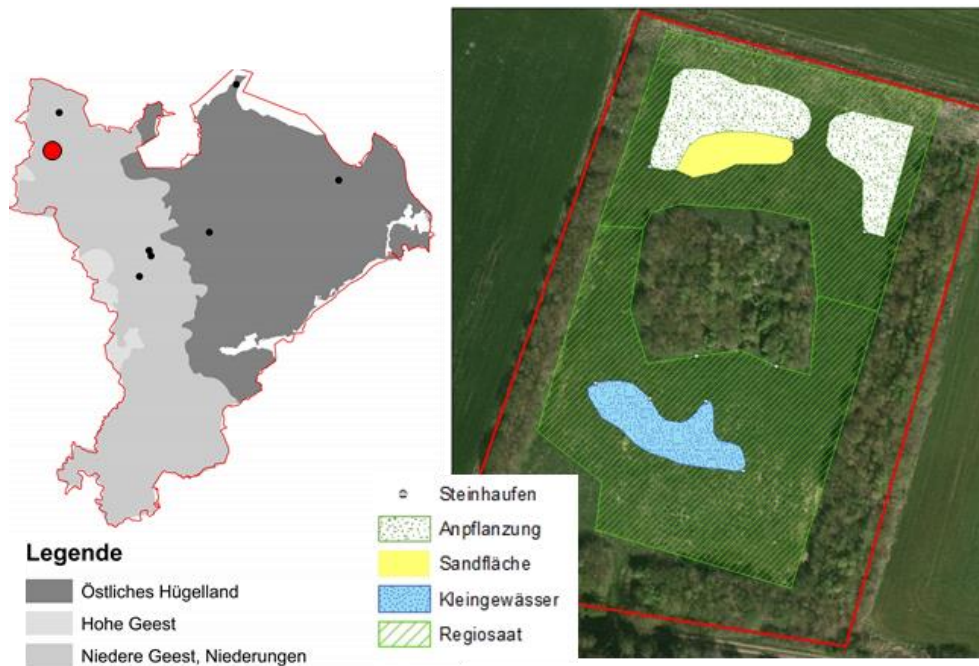 Legende
Östliches Hügelland
Hohe Geest
Niedere Geest, Niederungen
Steinhaufen
Anpflanzung
Sandfläche
Kleingewässer
Regiosaat